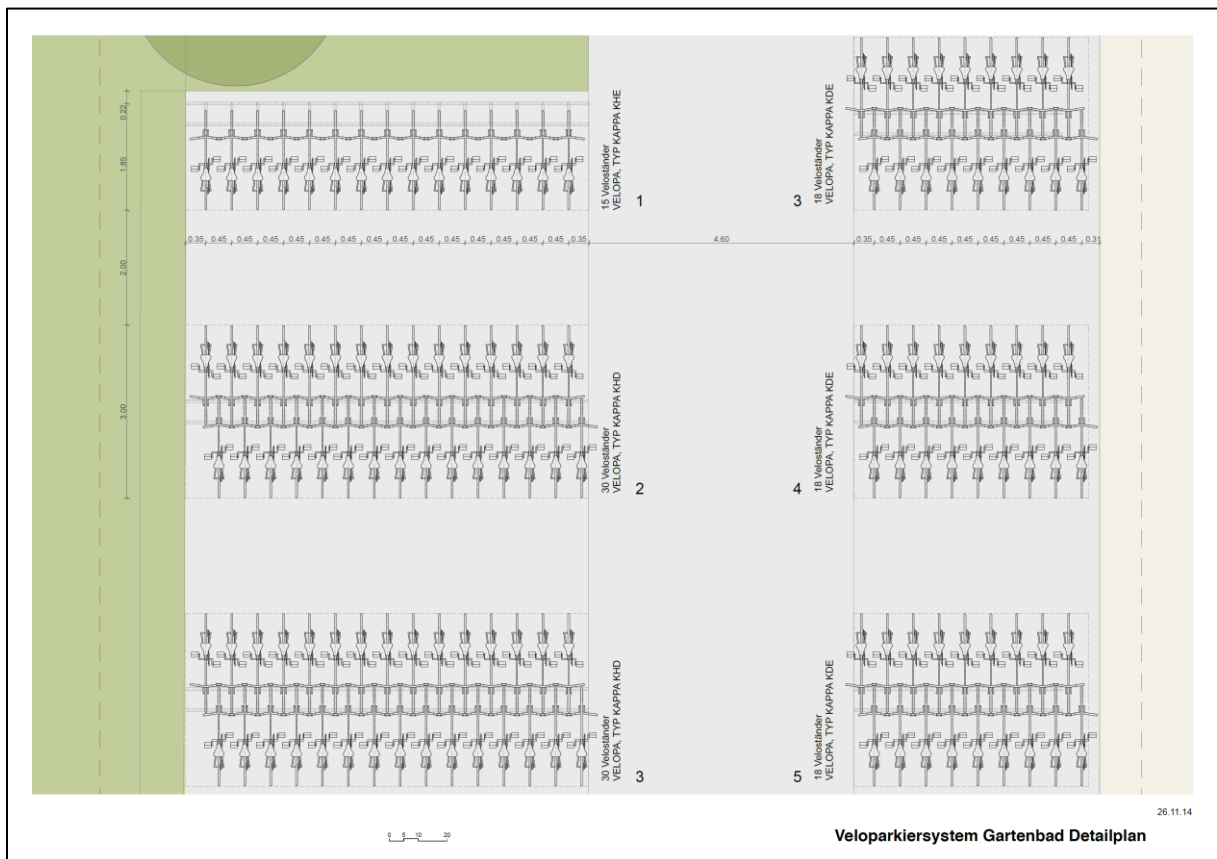 0.22
1.85
2.00
3.00
15 Veloständer
VELOPA, TYP KAPPA KHE
1
3
18 Veloständer
VELOPA, TYP KAPPA KDE
0.35 0.45 0.45 0.45 0.45 0.45 0.45 0.45 0.45 0.45 0.45 0.45 0.45 0.45 0.45 0.35 4.60 0.35 0.45 0.45 0.45 0.45 0.45 0.45 0.45 0.45 0.31
30 Veloständer
VELOPA, TYP KAPPA KHD
2
4
18 Veloständer
VELOPA, TYP KAPPA KDE
30 Veloständer
VELOPA, TYP KAPPA KHD
3
5
18 Veloständer
VELOPA, TYP KAPPA KDE
0 5 10 20
26.11.14
Veloparkiersystem Gartenbad Detailplan